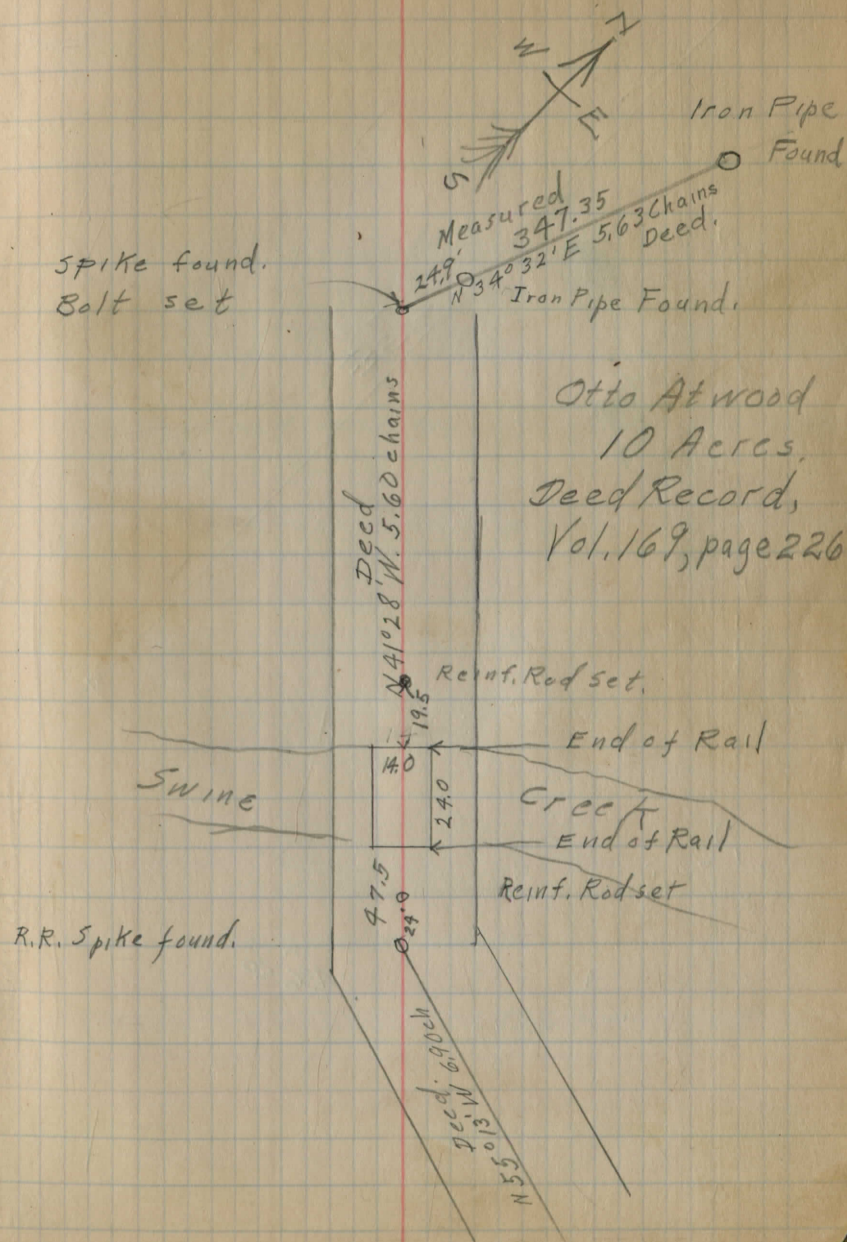 N
W
E
S
Iron Pipe
Found
Measured
347.35
5.63 Chains
Deed.
24.9'
N 34° 32' E
Iron Pipe Found.
Spike found.
Bolt set
Otto Atwood
10 Acres.
Deed Record,
Vol. 169, page 226
Deed
N 41° 28' W. 5.60 chains
Reinf. Rod set.
19.5
End of Rail
14.0
24.0
Swine
Creek
End of Rail
47.5
Reinf. Rod set
24.0
R.R. Spike found.
Deed.
N 55° 13' W 6.90 ch